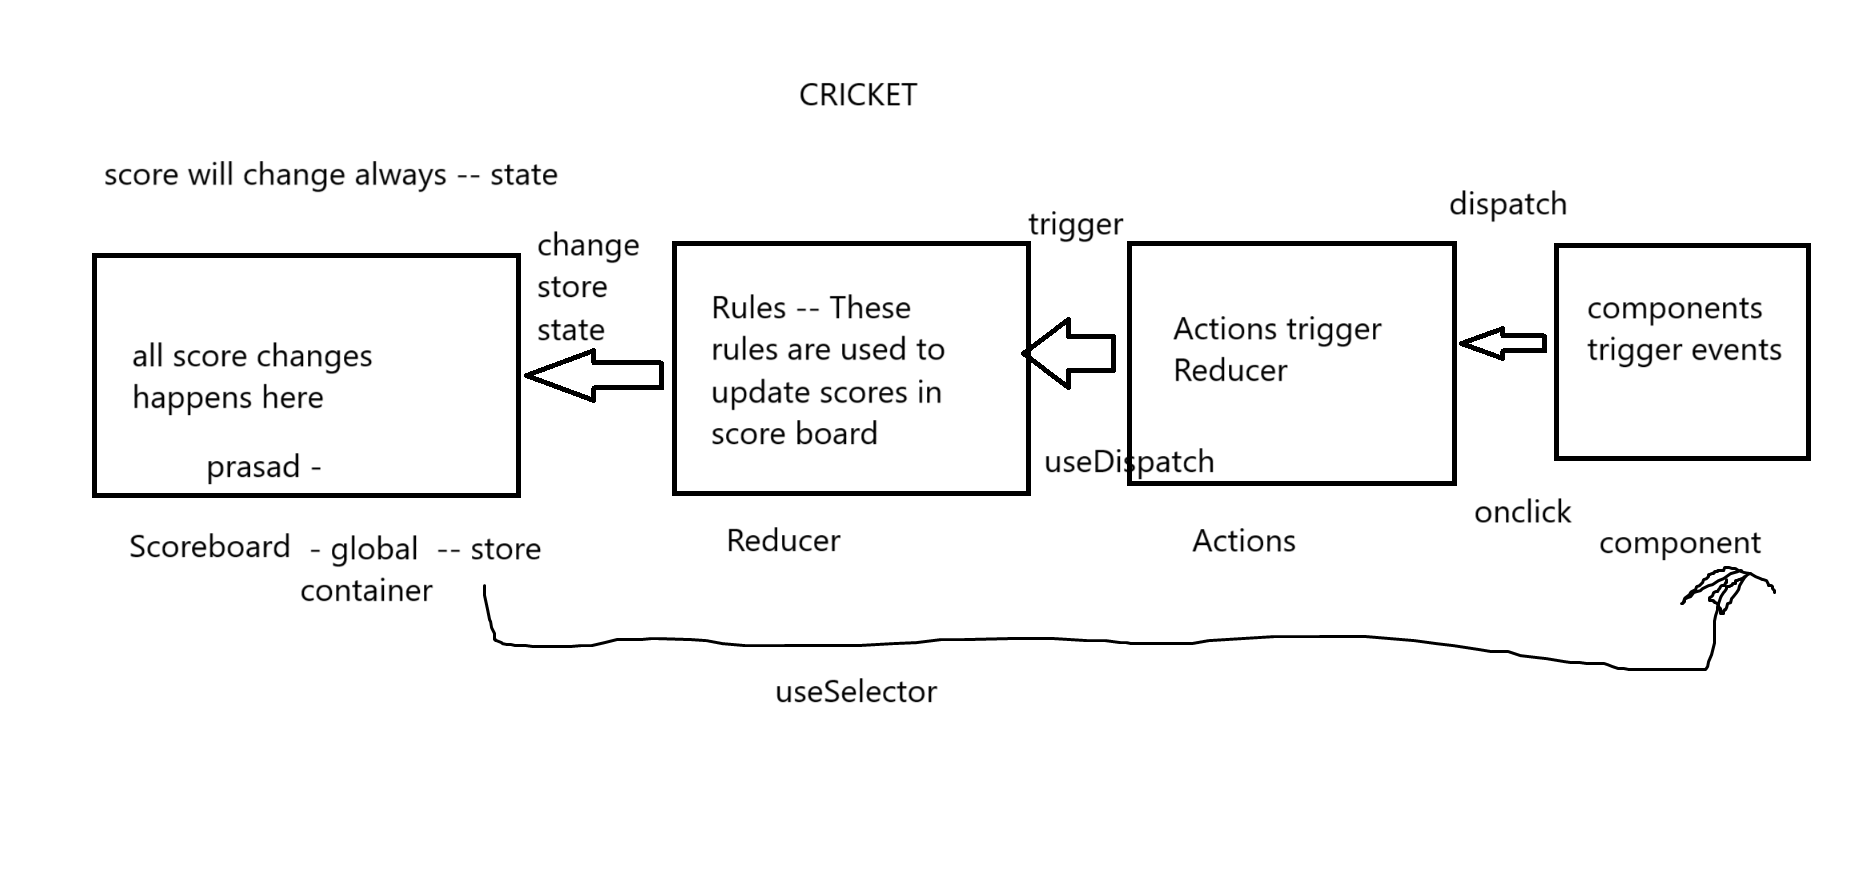 CRICKET
score will change always -- state
dispatch
trigger
change
store
state
all score changes
happens here
prasad -
Rules -- These
rules are used to
update scores in
score board
Actions trigger
Reducer
components
trigger events
useDispatch
onclick
Scoreboard - global -- store
container
Reducer
Actions
component
useSelector